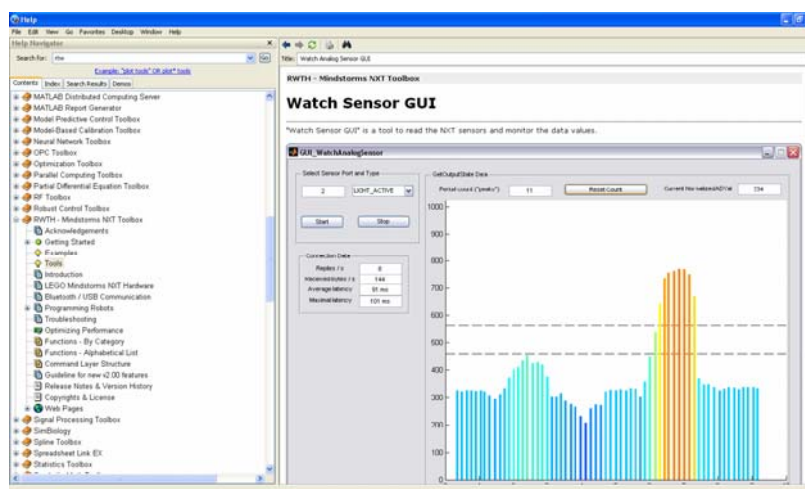 Help
File Edit View Go Favorites Desktop Window Help
Help Navigator
Search for: rbw Go
Example: "plot tools" OR plot* tools
Contents Index Search Results Demos
MATLAB Distributed Computing Server
MATLAB Report Generator
Model Predictive Control Toolbox
Model-Based Calibration Toolbox
Neural Network Toolbox
OPC Toolbox
Optimization Toolbox
Parallel Computing Toolbox
Partial Differential Equation Toolbox
RF Toolbox
Robust Control Toolbox
RWTH - Mindstorms NXT Toolbox
Acknowledgements
Getting Started
Examples
Tools
Introduction
LEGO Mindstorms NXT Hardware
Bluetooth / USB Communication
Programming Robots
Troubleshooting
Optimizing Performance
Functions - By Category
Functions - Alphabetical List
Command Layer Structure
Guideline for new v2.00 features
Release Notes & Version History
Copyrights & License
Web Pages
Signal Processing Toolbox
SimBiology
Spline Toolbox
Spreadsheet Link EX
Statistics Toolbox
Title: Watch Analog Sensor GUI
RWTH - Mindstorms NXT Toolbox
Watch Sensor GUI
"Watch Sensor GUI" is a tool to read the NXT sensors and monitor the data values.
GUI_WatchAnalogSensor
Select Sensor Port and Type
2 LIGHT_ACTIVE
Start Stop
Connection Data
Replies / s 8
Received bytes / s 144
Average latency 91 ms
Maximal latency 101 ms
GetOutputState Data
Period count ("peaks") 11 Reset Count Current NormalizedADVal 334
1000
900
800
700
600
500
400
300
200
100
0